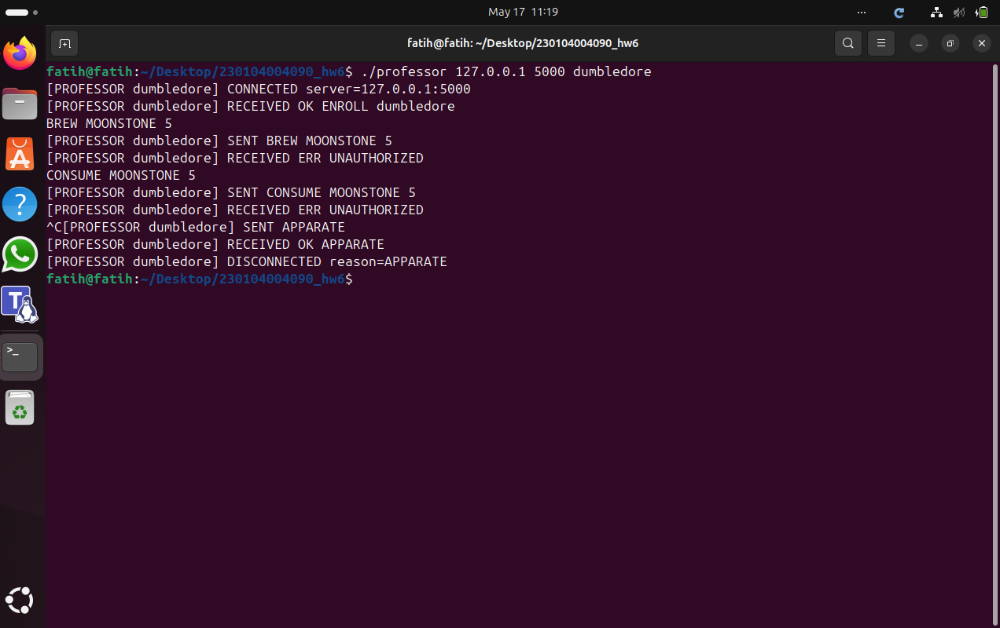 May 17 11:19
fatih@fatih: ~/Desktop/230104004090_hw6
fatih@fatih:~/Desktop/230104004090_hw6$ ./professor 127.0.0.1 5000 dumbledore
[PROFESSOR dumbledore] CONNECTED server=127.0.0.1:5000
[PROFESSOR dumbledore] RECEIVED OK ENROLL dumbledore
BREW MOONSTONE 5
[PROFESSOR dumbledore] SENT BREW MOONSTONE 5
[PROFESSOR dumbledore] RECEIVED ERR UNAUTHORIZED
CONSUME MOONSTONE 5
[PROFESSOR dumbledore] SENT CONSUME MOONSTONE 5
[PROFESSOR dumbledore] RECEIVED ERR UNAUTHORIZED
^C[PROFESSOR dumbledore] SENT APPARATE
[PROFESSOR dumbledore] RECEIVED OK APPARATE
[PROFESSOR dumbledore] DISCONNECTED reason=APPARATE
fatih@fatih:~/Desktop/230104004090_hw6$